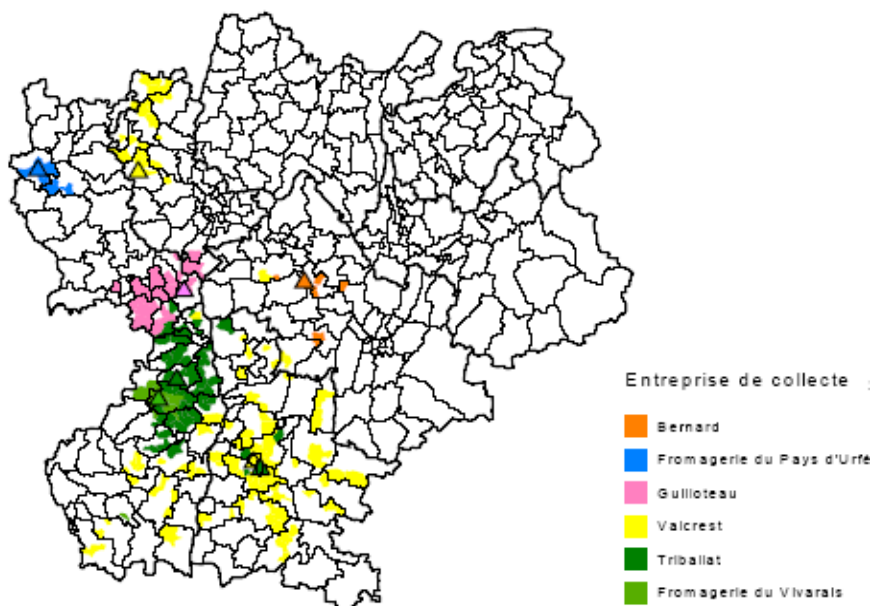 Entreprise de collecte :
Bernard
Fromagerie du Pays d'Urfé
Guilloteau
Valcrest
Triballat
Fromagerie du Vivarais